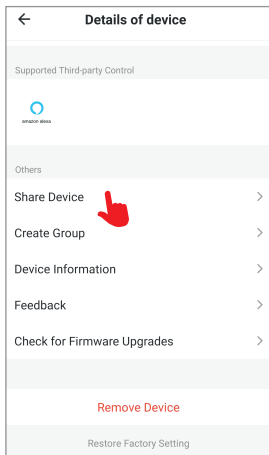 Details of device
Supported Third-party Control
amazon alexa
Others
Share Device
Create Group
Device Information
Feedback
Check for Firmware Upgrades
Remove Device
Restore Factory Setting